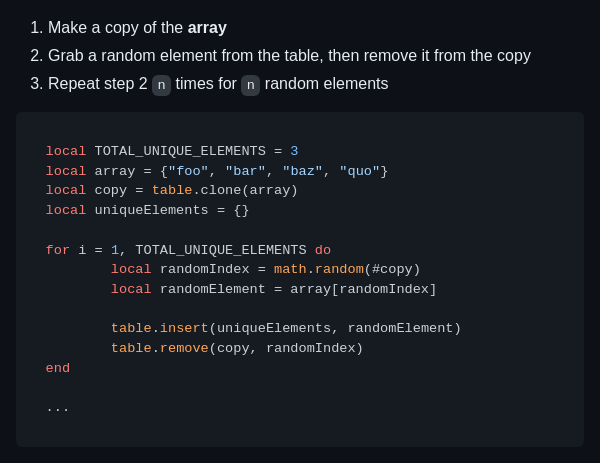 1. Make a copy of the array
2. Grab a random element from the table, then remove it from the copy
3. Repeat step 2 n times for n random elements
local TOTAL_UNIQUE_ELEMENTS = 3
local array = {"foo", "bar", "baz", "quo"}
local copy = table.clone(array)
local uniqueElements = {}
for i = 1, TOTAL_UNIQUE_ELEMENTS do
        local randomIndex = math.random(#copy)
        local randomElement = array[randomIndex]
        table.insert(uniqueElements, randomElement)
        table.remove(copy, randomIndex)
end
...